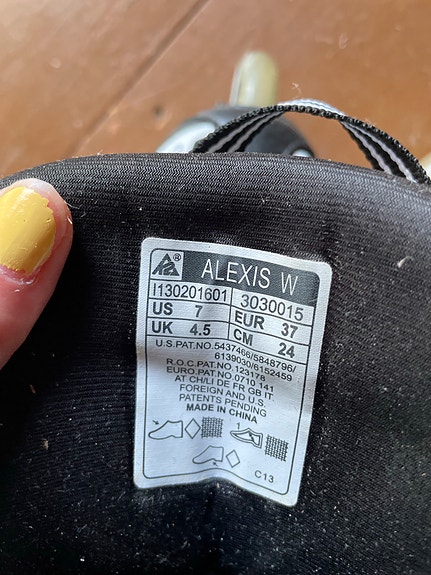 ® ALEXIS W
I130201601 3030015
US 7 EUR 37
UK 4.5 CM 24
U.S.PAT.NO.5437466/5848796/
6139030/6152459
R.O.C.PAT.NO.123178
EURO.PAT.NO.0710 141
AT CH/LI DE FR GB IT.
FOREIGN AND U.S.
PATENTS PENDING
MADE IN CHINA
C13